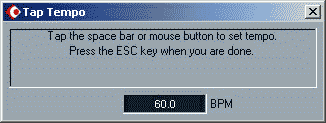 Tap Tempo
Tap the space bar or mouse button to set tempo.
Press the ESC key when you are done.
60.0 BPM